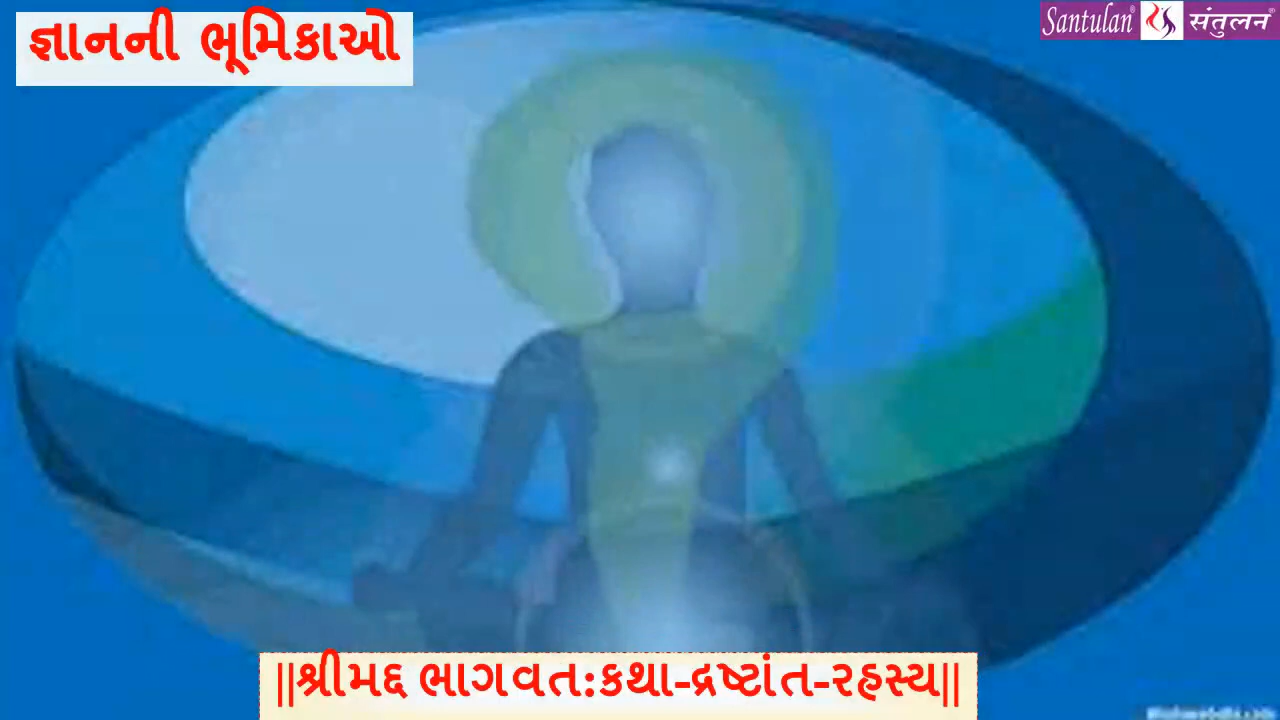 જ્ઞાનની ભૂમિકાઓ
Santulan® संतुलन®
||શ્રીમદ્દ ભાગવત:કથા-દ્રષ્ટાંત-રહસ્ય||